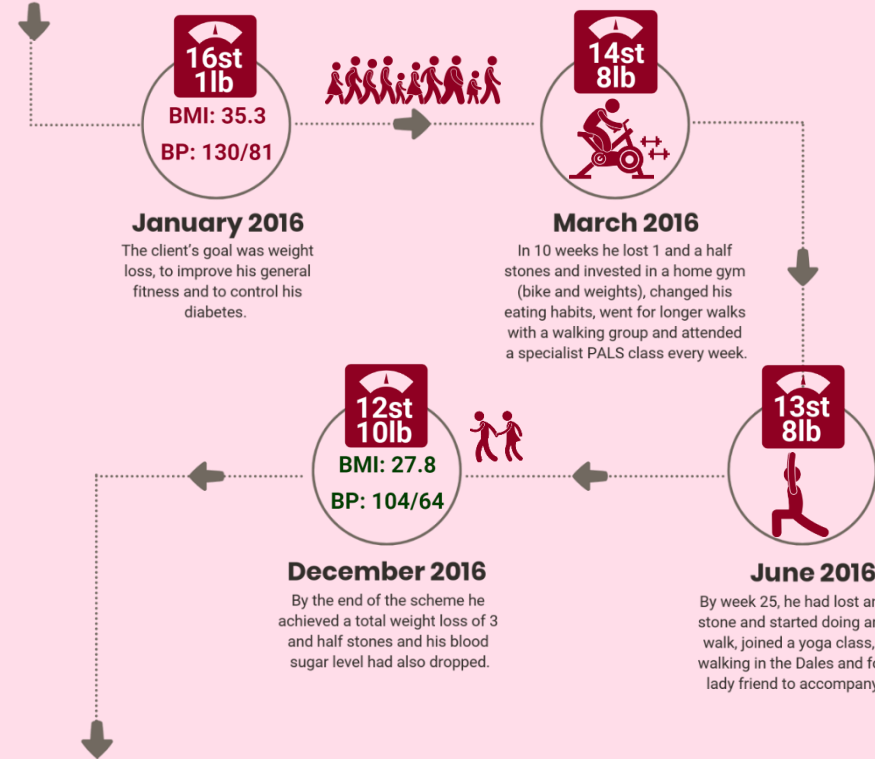 16st
1lb
BMI: 35.3
BP: 130/81
January 2016
The client's goal was weight
loss, to improve his general
fitness and to control his
diabetes.
14st
8lb
March 2016
In 10 weeks he lost 1 and a half
stones and invested in a home gym
(bike and weights), changed his
eating habits, went for longer walks
with a walking group and attended
a specialist PALS class every week.
13st
8lb
June 2016
By week 25, he had lost
stone and started doing
walk, joined a yoga class,
walking in the Dales and
lady friend to accompany
12st
10lb
BMI: 27.8
BP: 104/64
December 2016
By the end of the scheme he
achieved a total weight loss of 3
and half stones and his blood
sugar level had also dropped.